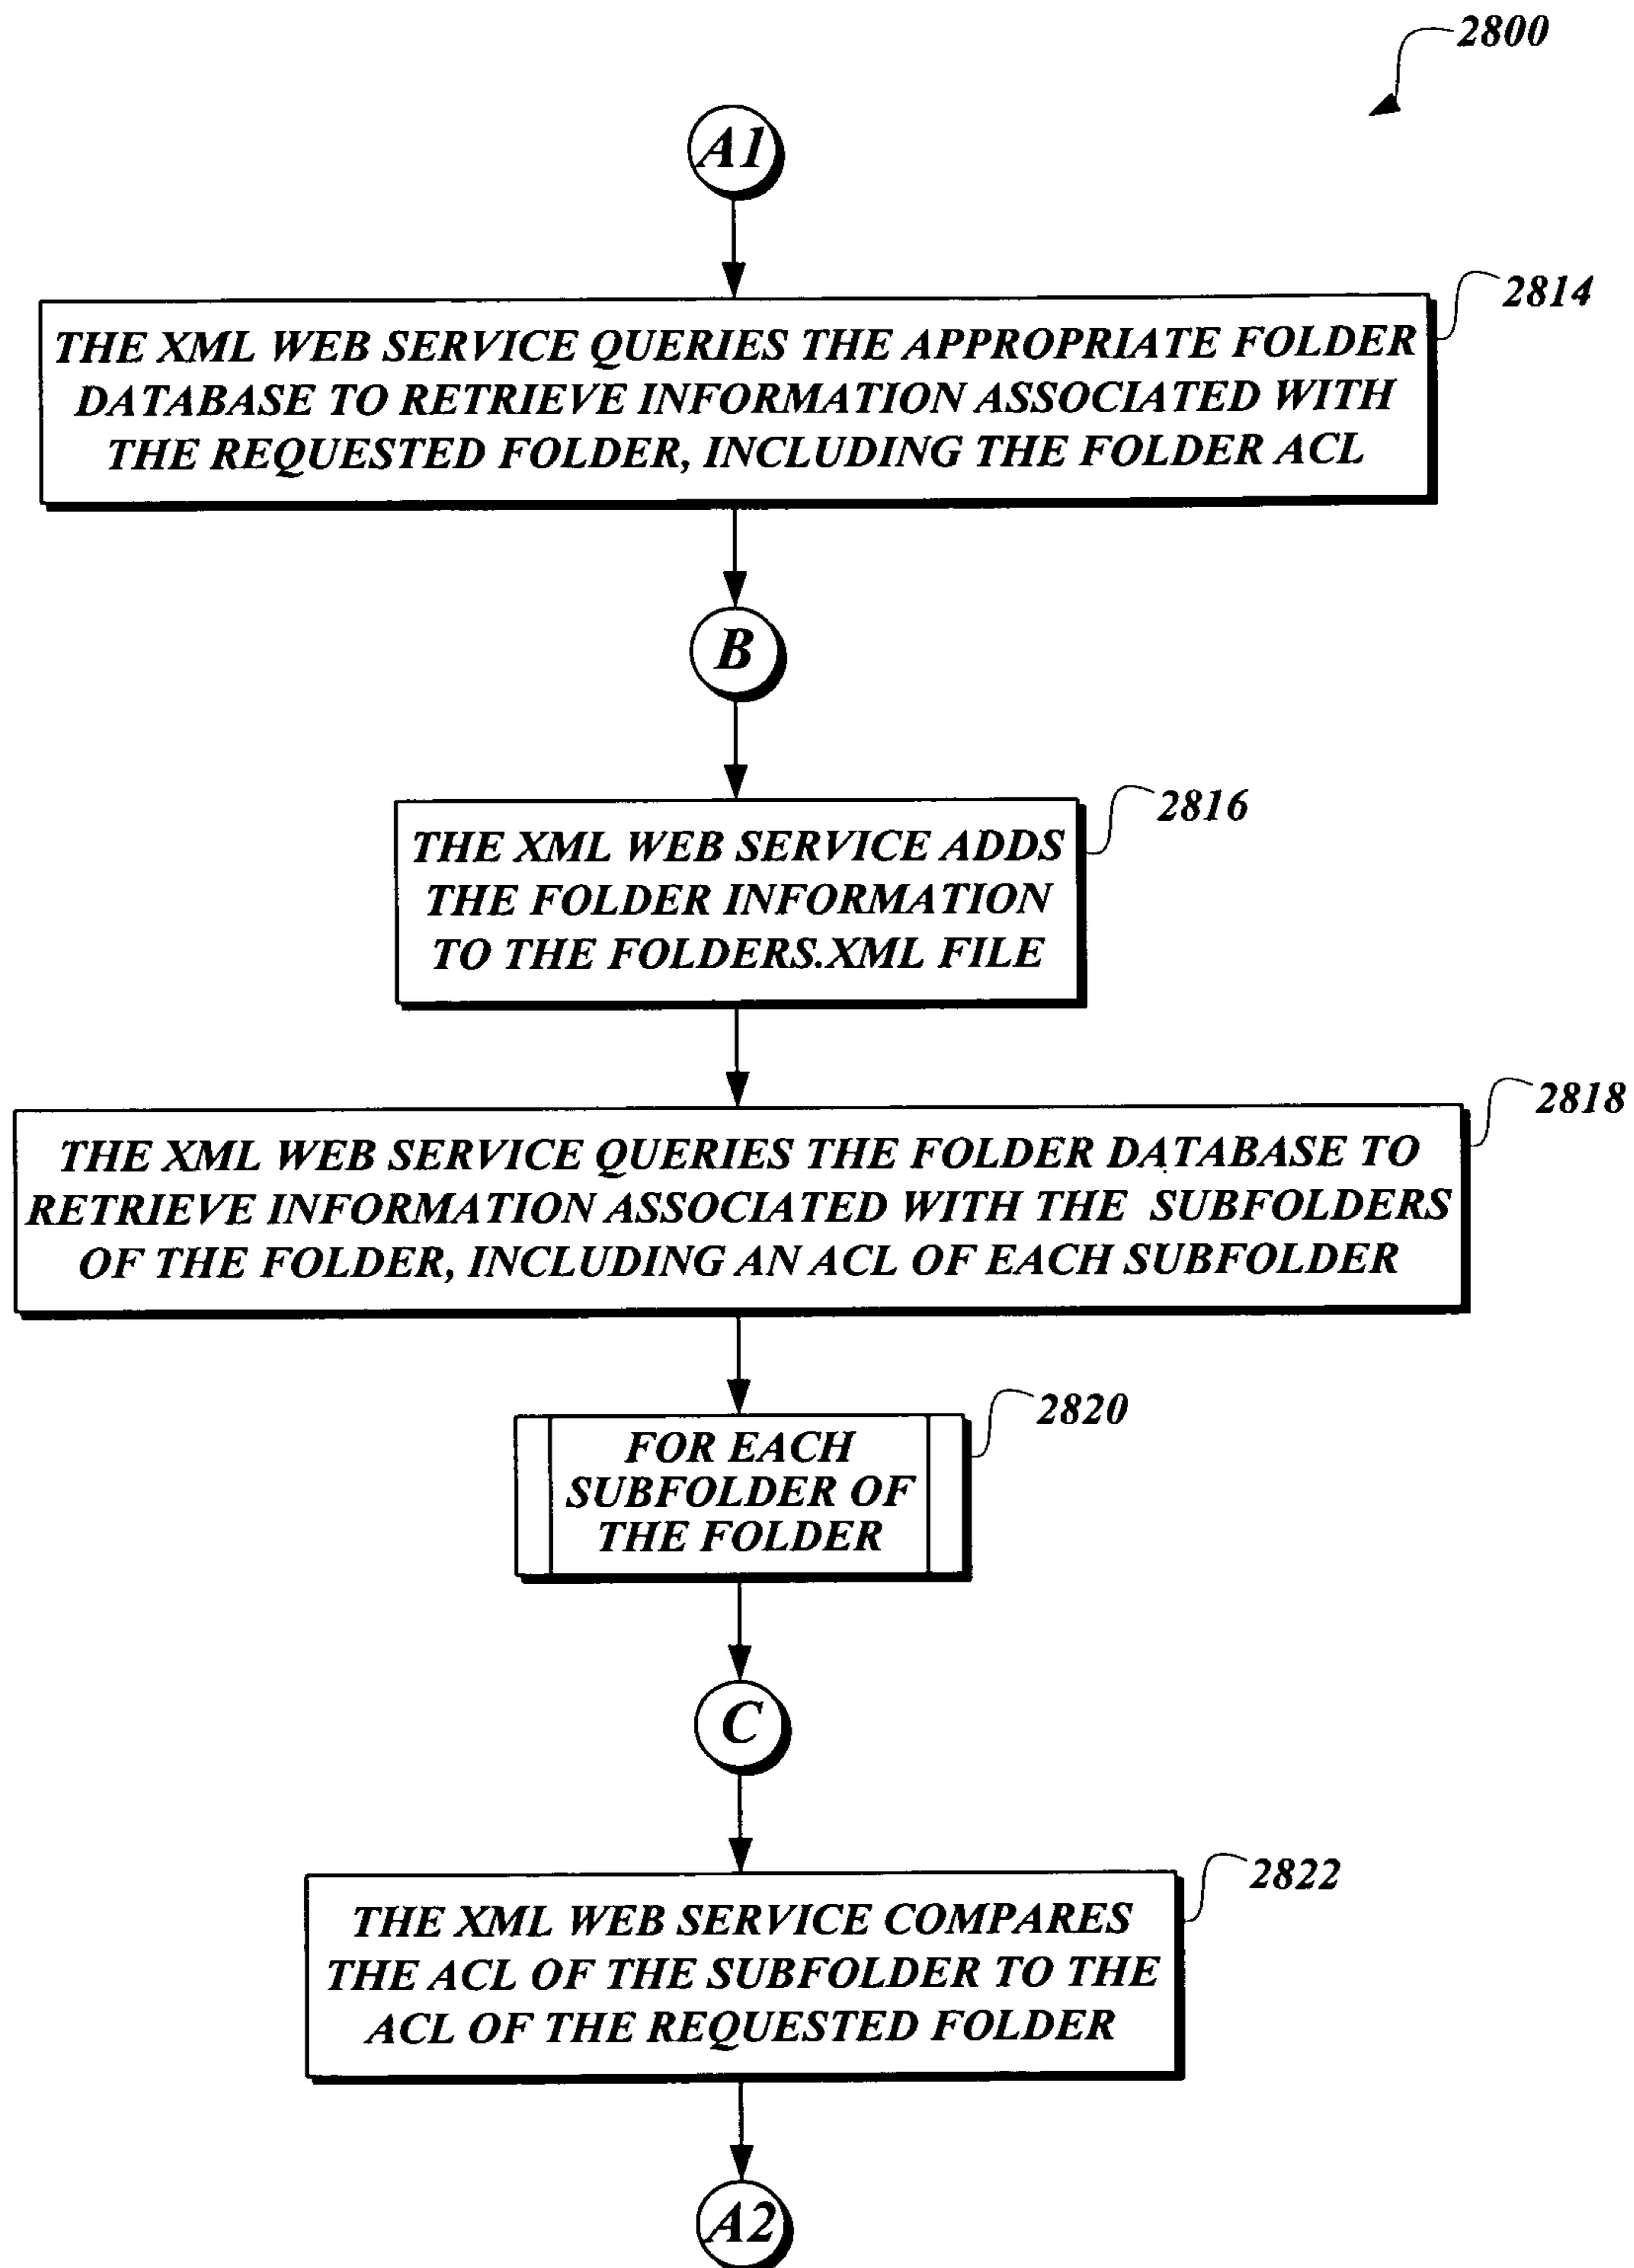 2800
A1
2814
THE XML WEB SERVICE QUERIES THE APPROPRIATE FOLDER
DATABASE TO RETRIEVE INFORMATION ASSOCIATED WITH
THE REQUESTED FOLDER, INCLUDING THE FOLDER ACL
B
2816
THE XML WEB SERVICE ADDS
THE FOLDER INFORMATION
TO THE FOLDERS.XML FILE
2818
THE XML WEB SERVICE QUERIES THE FOLDER DATABASE TO
RETRIEVE INFORMATION ASSOCIATED WITH THE SUBFOLDERS
OF THE FOLDER, INCLUDING AN ACL OF EACH SUBFOLDER
2820
FOR EACH
SUBFOLDER OF
THE FOLDER
C
2822
THE XML WEB SERVICE COMPARES
THE ACL OF THE SUBFOLDER TO THE
ACL OF THE REQUESTED FOLDER
A2